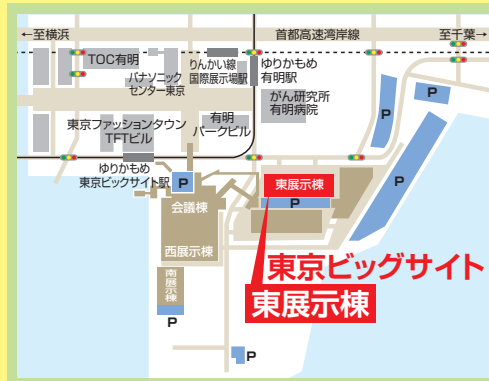 ←至横浜
首都高速湾岸線
至千葉→
TOC有明
パナソニック
センター東京
りんかい線
国際展示場駅
ゆりかもめ
有明駅
がん研究所
有明病院
東京ファッションタウン
TFTビル
有明
パークビル
ゆりかもめ
東京ビックサイト駅
P
P
P
P
会議棟
東展示棟
P
西展示棟
南展示棟
P
東京ビッグサイト
東展示棟
P